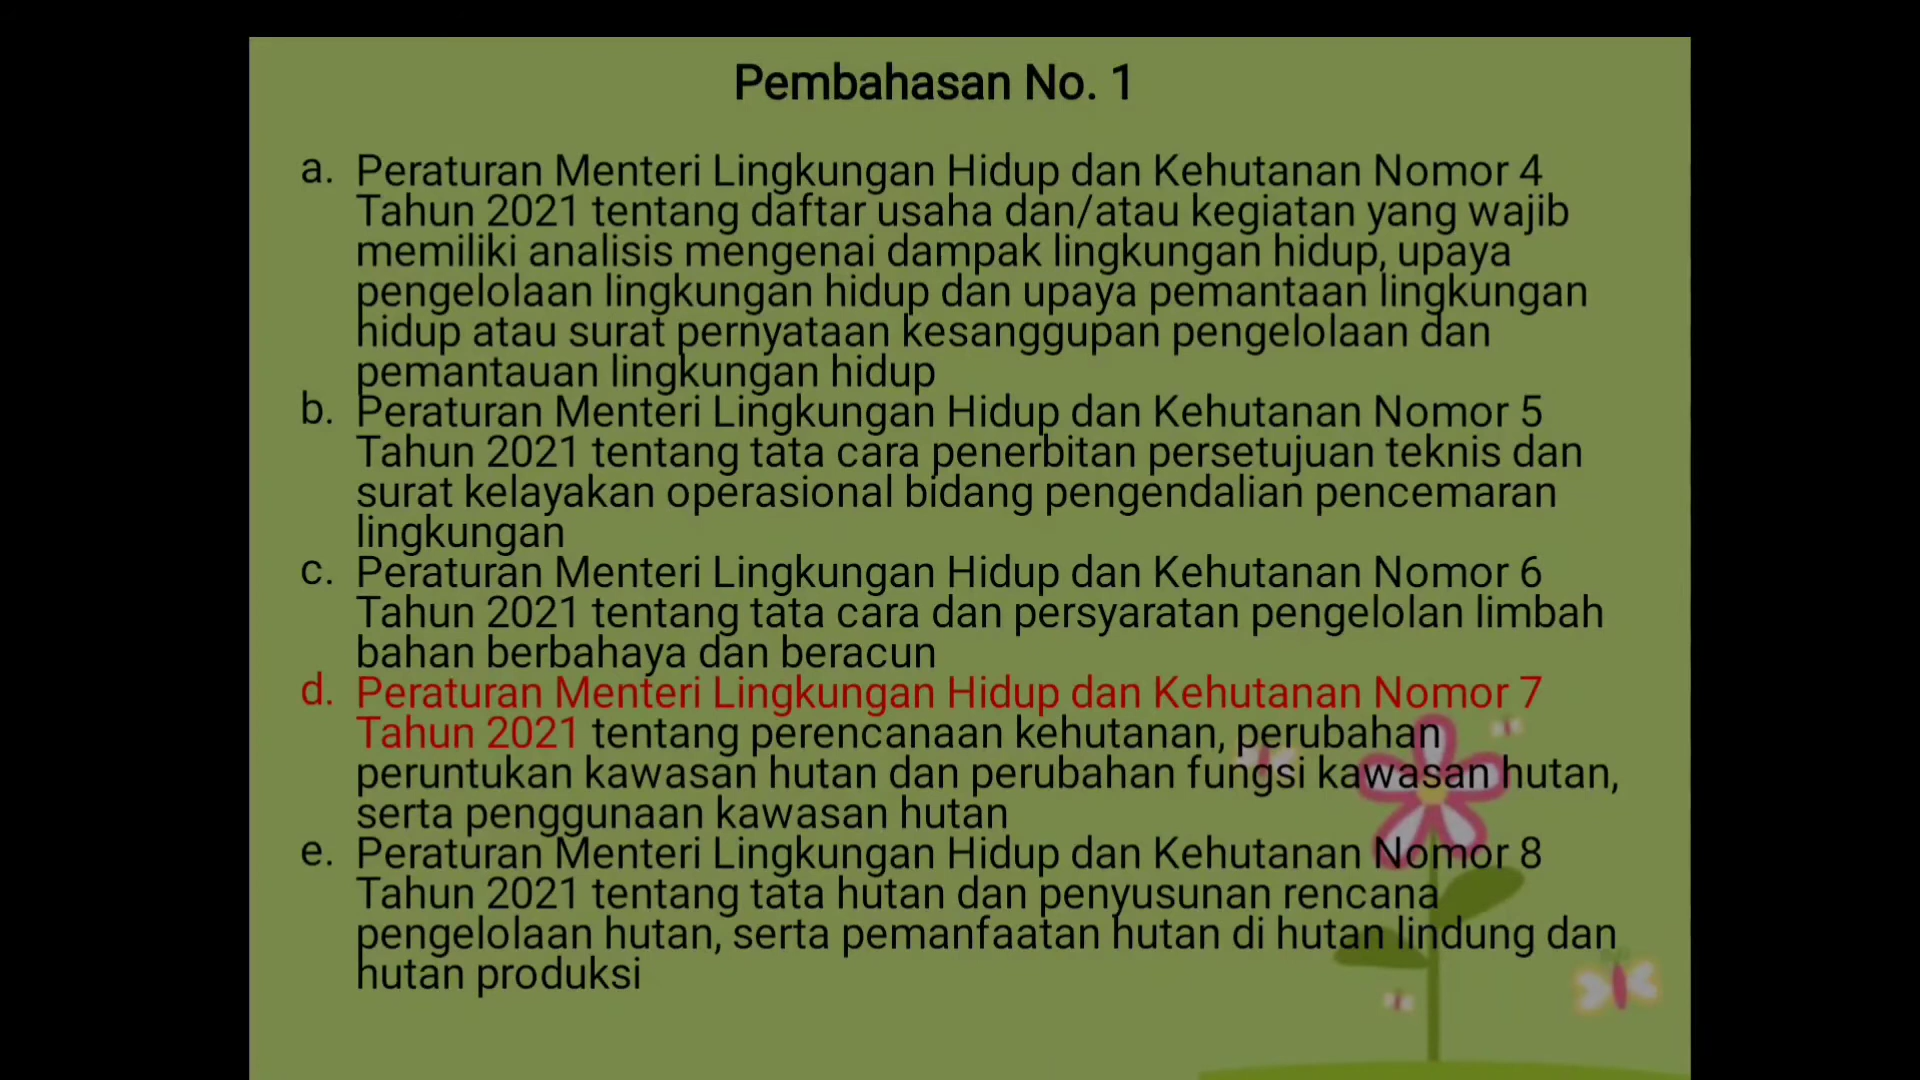 Pembahasan No. 1
a. Peraturan Menteri Lingkungan Hidup dan Kehutanan Nomor 4
Tahun 2021 tentang daftar usaha dan/atau kegiatan yang wajib
memiliki analisis mengenai dampak lingkungan hidup, upaya
pengelolaan lingkungan hidup dan upaya pemantaan lingkungan
hidup atau surat pernyataan kesanggupan pengelolaan dan
pemantauan lingkungan hidup
b. Peraturan Menteri Lingkungan Hidup dan Kehutanan Nomor 5
Tahun 2021 tentang tata cara penerbitan persetujuan teknis dan
surat kelayakan operasional bidang pengendalian pencemaran
lingkungan
c. Peraturan Menteri Lingkungan Hidup dan Kehutanan Nomor 6
Tahun 2021 tentang tata cara dan persyaratan pengelolan limbah
bahan berbahaya dan beracun
d. Peraturan Menteri Lingkungan Hidup dan Kehutanan Nomor 7
Tahun 2021 tentang perencanaan kehutanan, perubahan
peruntukan kawasan hutan dan perubahan fungsi kawasan hutan,
serta penggunaan kawasan hutan
e. Peraturan Menteri Lingkungan Hidup dan Kehutanan Nomor 8
Tahun 2021 tentang tata hutan dan penyusunan rencana
pengelolaan hutan, serta pemanfaatan hutan di hutan lindung dan
hutan produksi